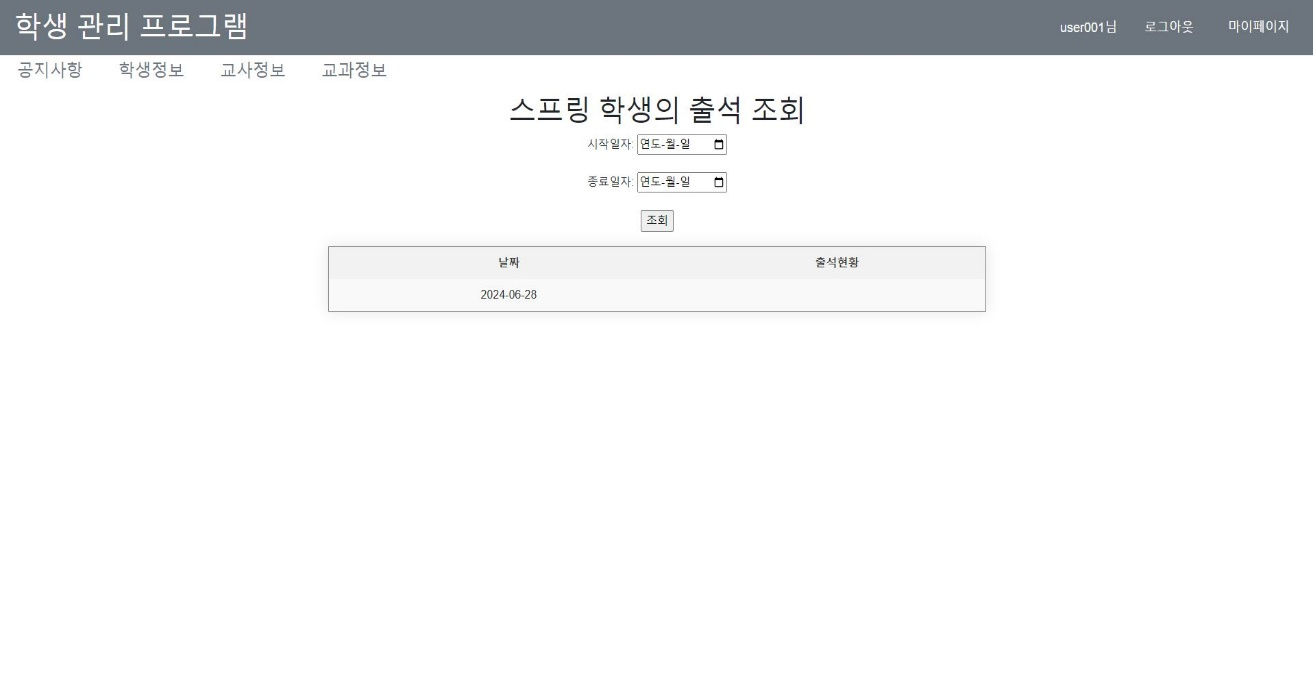 학생 관리 프로그램 user001님 로그아웃 마이페이지
공지사항 학생정보 교사정보 교과정보
스프링 학생의 출석 조회
시작일자: 연도-월-일
종료일자: 연도-월-일
조회
날짜 출석현황
2024-06-28